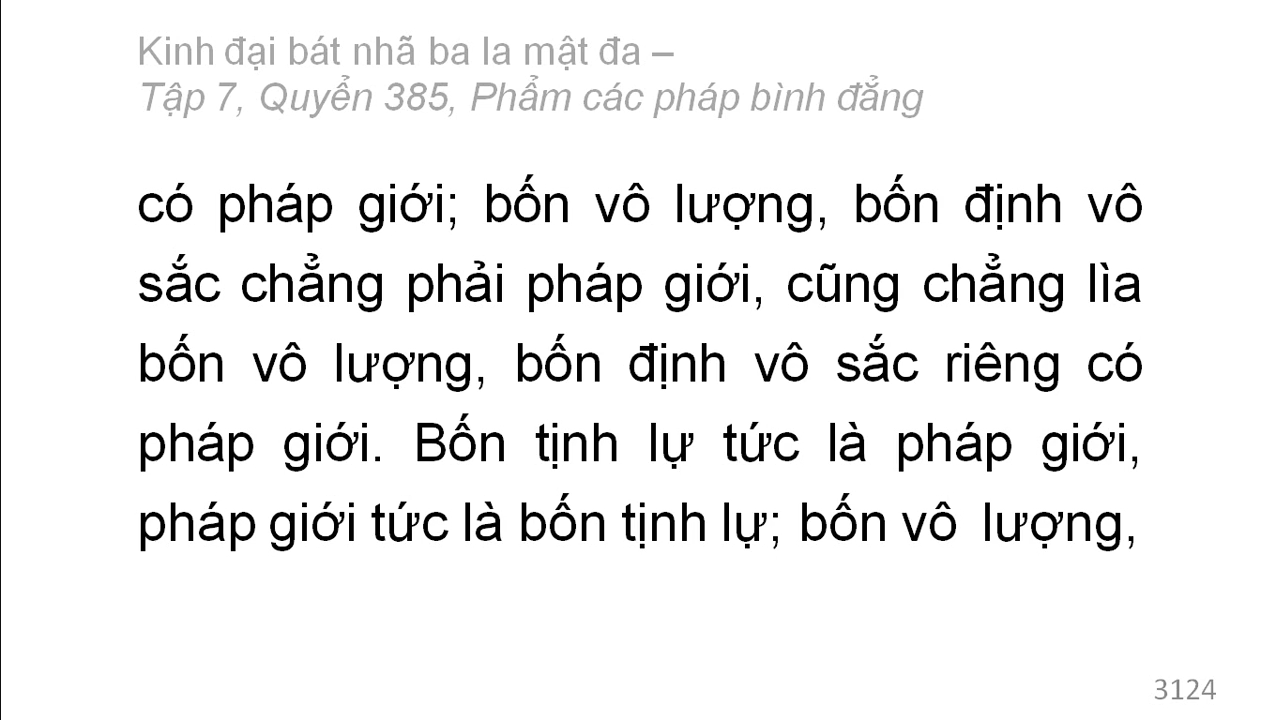 Kinh đại bát nhã ba la mật đa –
Tập 7, Quyển 385, Phẩm các pháp bình đẳng
có pháp giới; bốn vô lượng, bốn định vô
sắc chẳng phải pháp giới, cũng chẳng lìa
bốn vô lượng, bốn định vô sắc riêng có
pháp giới. Bốn tịnh lự tức là pháp giới,
pháp giới tức là bốn tịnh lự; bốn vô lượng,
3124